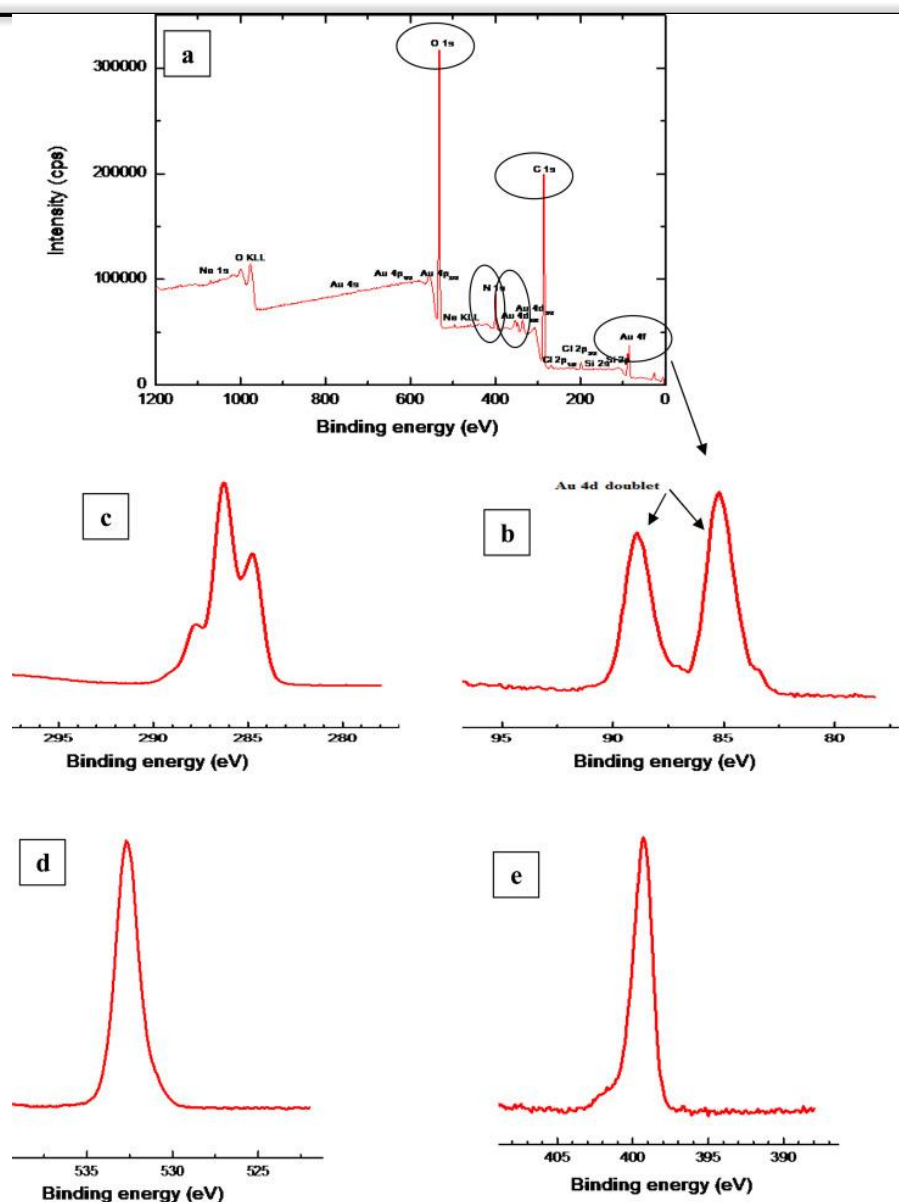 a
O 1s
300000
200000
100000
0
Intensity (cps)
C 1s
Na 1s
O KLL
Au 4s
Au 4p
Au 4p
N 1s
Na KLL
Au 4d
Au 4d
Cl 2p
Cl 2p
Si 2s
Si 2p
Au 4f
1200 1000 800 600 400 200 0
Binding energy (eV)
c
Au 4d doublet
b
295 290 285 280
Binding energy (eV)
95 90 85 80
Binding energy (eV)
d
e
535 530 525
Binding energy (eV)
405 400 395 390
Binding energy (eV)